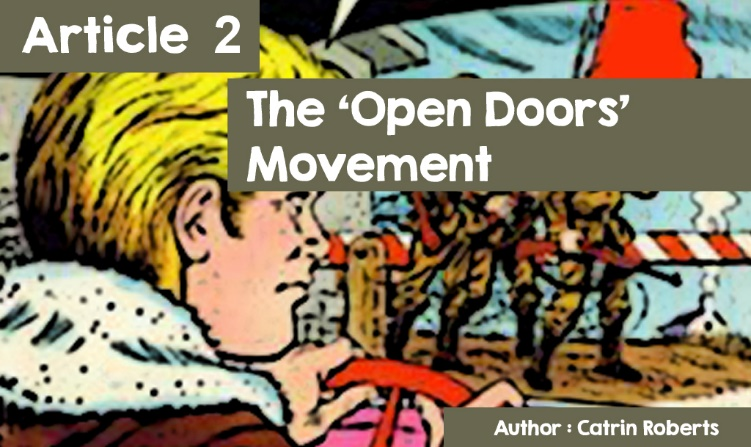 Article 2
The ‘Open Doors’
Movement
Author : Catrin Roberts